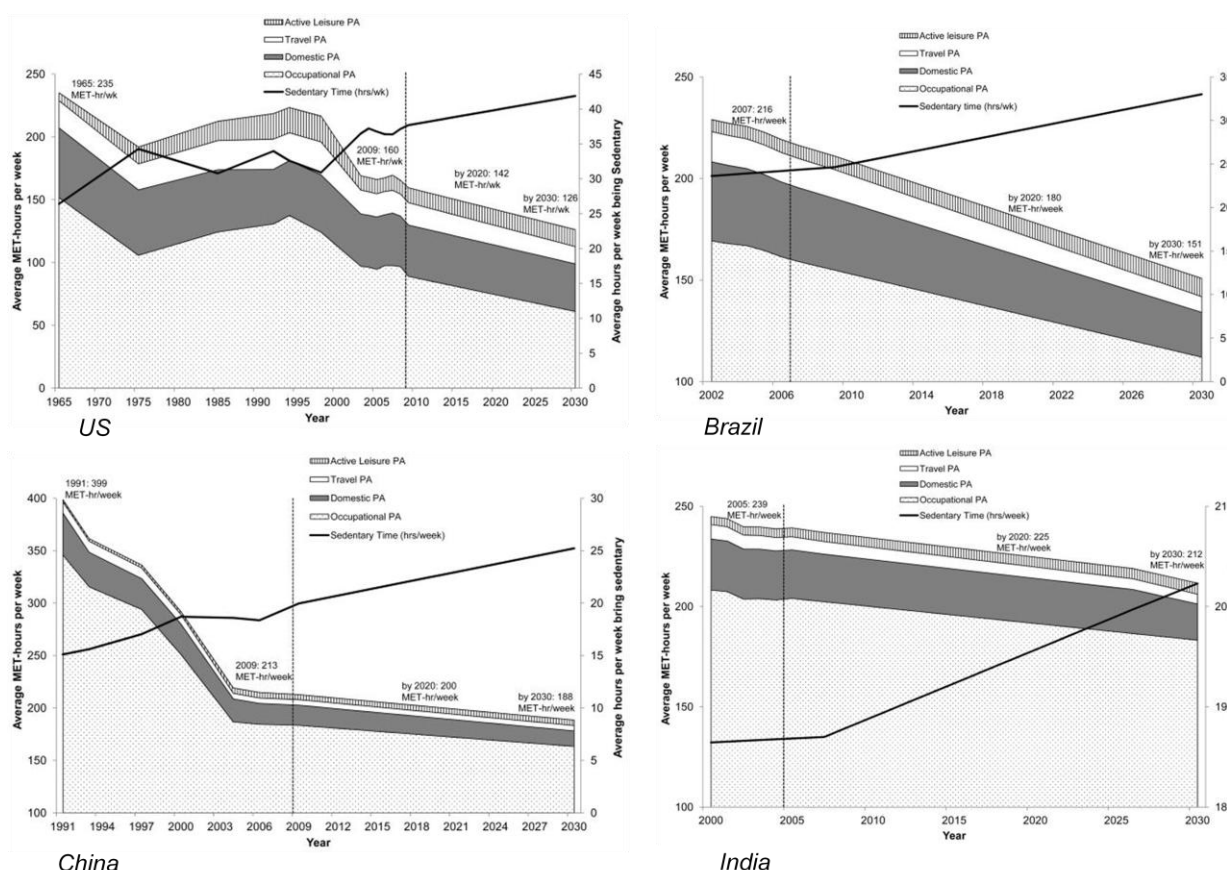 Active Leisure PA
Travel PA
Domestic PA
Occupational PA
Sedentary Time (hrs/wk)
250
200
150
100
50
0
Average MET-hours per week
45
40
35
30
25
20
15
10
5
0
Average hours per week being Sedentary
1965: 235
MET-hr/wk
2009: 160
MET-hr/wk
by 2020: 142
MET-hr/wk
by 2030: 126
MET-hr/wk
1965 1970 1975 1980 1985 1990 1995 2000 2005 2010 2015 2020 2025 2030
Year
US
Active leisure PA
Travel PA
Domestic PA
Occupational PA
Sedentary Time (hrs/wk)
250
200
150
100
Average MET-hours per week
2007: 216
MET-hr/week
by 2020: 180
MET-hr/week
by 2030: 151
MET-hr/week
2002 2006 2010 2014 2018 2022 2026 2030
Year
Brazil
Active Leisure PA
Travel PA
Domestic PA
Occupational PA
Sedentary Time (hrs/week)
400
350
300
250
200
150
100
Average MET-hours per week
30
25
20
15
10
5
0
Average hours per week bring sedentary
1991: 399
MET-hr/week
2009: 213
MET-hr/week
by 2020: 200
MET-hr/week
by 2030: 188
MET-hr/week
1991 1994 1997 2000 2003 2006 2009 2012 2015 2018 2021 2024 2027 2030
Year
China
Active Leisure PA
Travel PA
Domestic PA
Occupational PA
Sedentary Time (hrs/week)
250
200
150
100
Average MET-hours per week
21
20
19
18
2005: 239
MET-hr/week
by 2020: 225
MET-hr/week
by 2030: 212
MET-hr/week
2000 2005 2010 2015 2020 2025 2030
Year
India